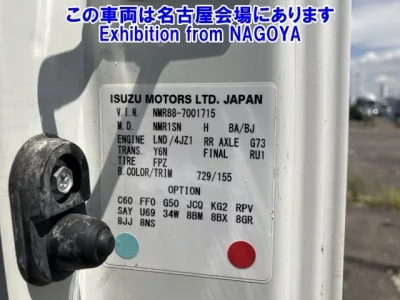 この車両は名古屋会場にあります
Exhibition from NAGOYA
ISUZU MOTORS LTD. JAPAN
V.I.N. NMR88-7001715
M.D. NMR1SN H BA/BJ
ENGINE LND/4JZ1 RR AXLE G73
TRANS. Y6N FINAL RU1
TIRE FPZ
B.COLOR/TRIM 729/155
OPTION
C60 FF0 G50 JCQ KG2 RPV
SAY U69 34W 8BM 8BX 8GR
8JJ 8NS